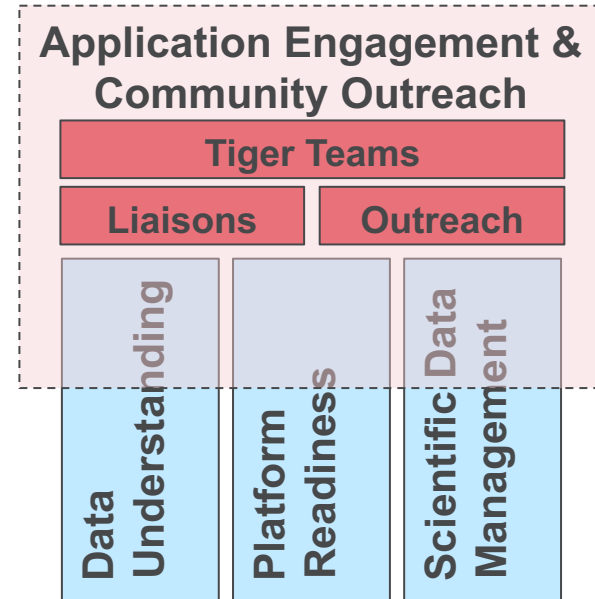 Application Engagement &
Community Outreach
Tiger Teams
Liaisons
Outreach
Data
Understanding
Platform
Readiness
Scientific Data
Management